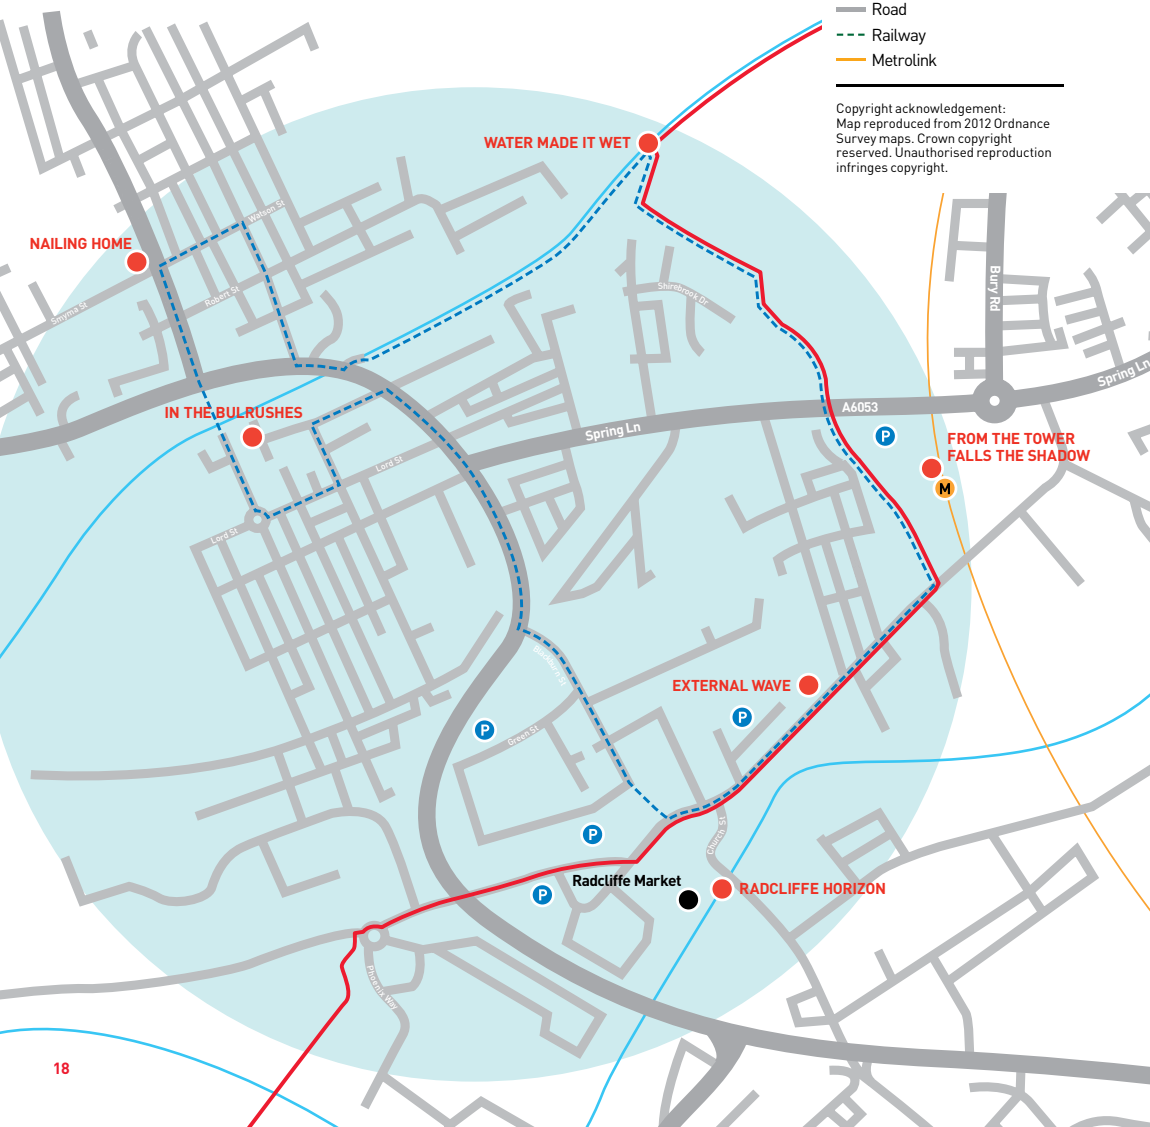 Road
Railway
Metrolink
Copyright acknowledgement:
Map reproduced from 2012 Ordnance
Survey maps. Crown copyright
reserved. Unauthorised reproduction
infringes copyright.
WATER MADE IT WET
Watson St
NAILING HOME
Robert St
Smyrna St
Shirebrook Dr
Bury Rd
Spring Ln
A6053
IN THE BULRUSHES
Spring Ln
P
FROM THE TOWER
FALLS THE SHADOW
M
Lord St
Lord St
Blackburn St
EXTERNAL WAVE
P
P
Green St
P
Church St
Radcliffe Market
P
RADCLIFFE HORIZON
Phoenix Way
18